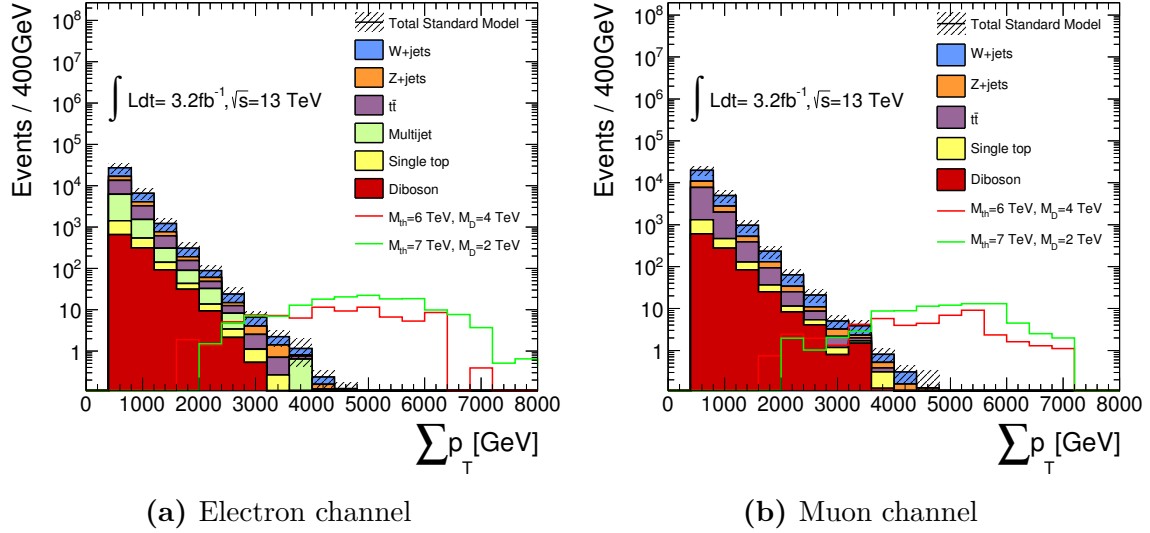 Events / 400GeV
10⁸
10⁷
10⁶
10⁵
10⁴
10³
10²
10
1
∫ Ldt= 3.2fb⁻¹, √s=13 TeV
Total Standard Model
W+jets
Z+jets
tt̄
Multijet
Single top
Diboson
M_th=6 TeV, M_D=4 TeV
M_th=7 TeV, M_D=2 TeV
0 1000 2000 3000 4000 5000 6000 7000 8000
∑ p_T [GeV]
(a) Electron channel
Events / 400GeV
10⁸
10⁷
10⁶
10⁵
10⁴
10³
10²
10
1
∫ Ldt= 3.2fb⁻¹, √s=13 TeV
Total Standard Model
W+jets
Z+jets
tt̄
Single top
Diboson
M_th=6 TeV, M_D=4 TeV
M_th=7 TeV, M_D=2 TeV
0 1000 2000 3000 4000 5000 6000 7000 8000
∑ p_T [GeV]
(b) Muon channel